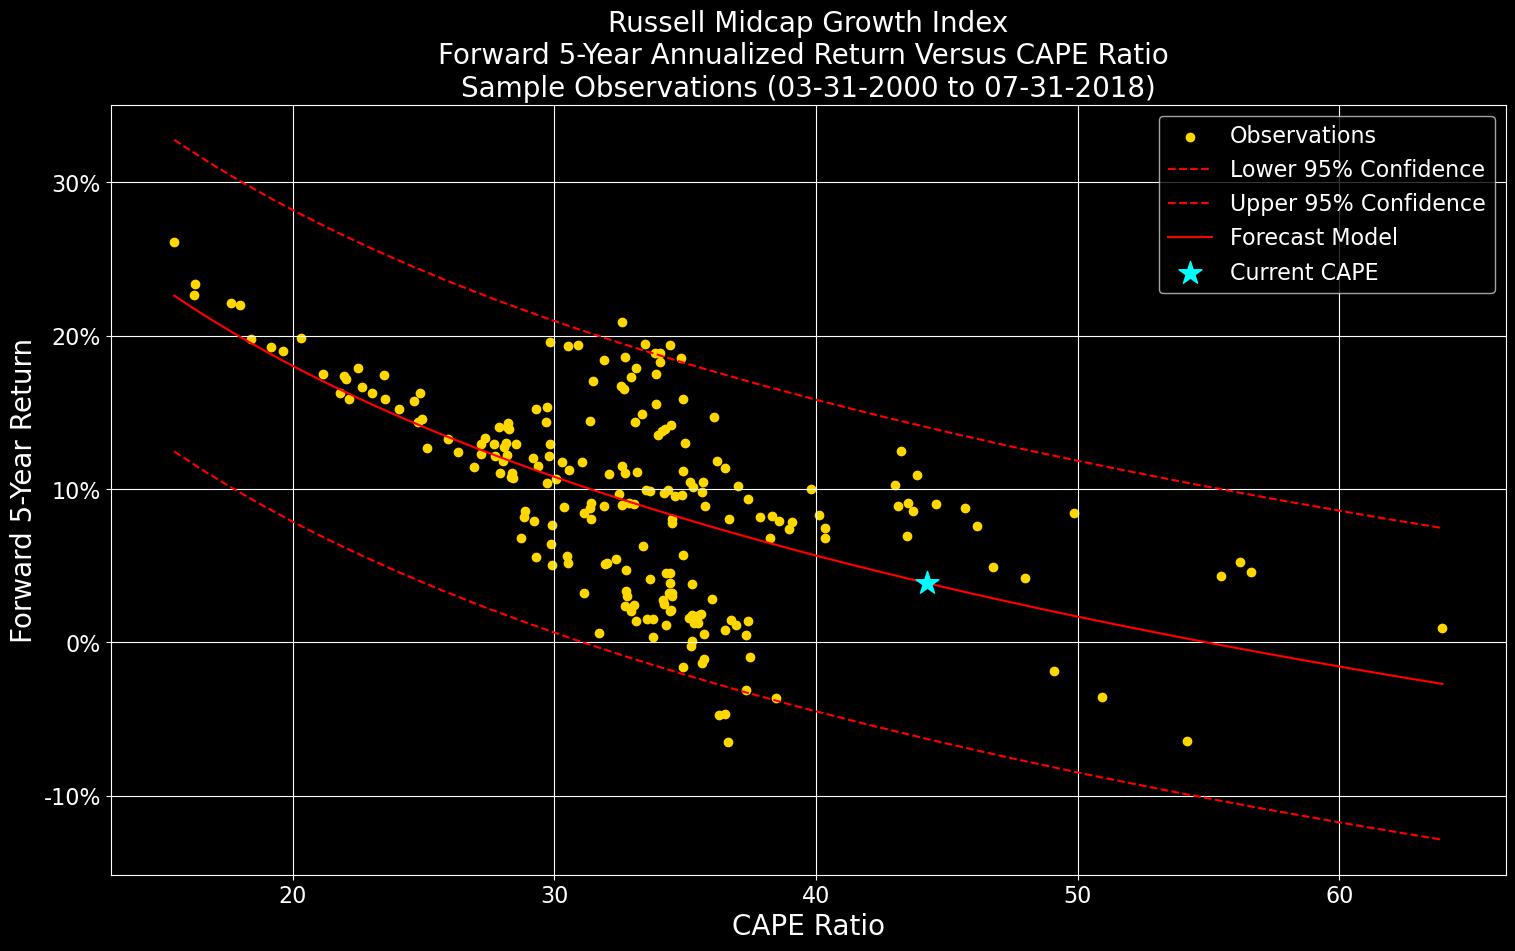 Russell Midcap Growth Index
Forward 5-Year Annualized Return Versus CAPE Ratio
Sample Observations (03-31-2000 to 07-31-2018)
Observations
Lower 95% Confidence
Upper 95% Confidence
Forecast Model
Current CAPE
Forward 5-Year Return
30%
20%
10%
0%
-10%
20 30 40 50 60
CAPE Ratio